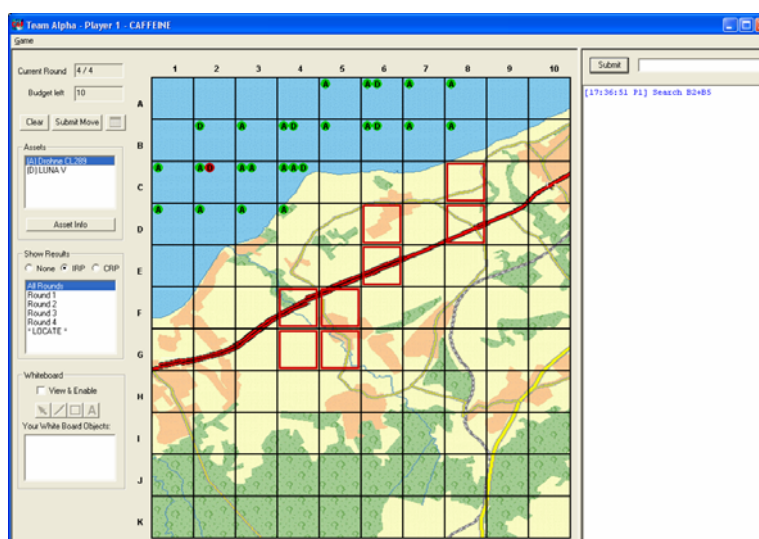 Team Alpha - Player 1 - CAFFEINE
Game
Current Round 4 / 4
Budget left 10
Clear Submit Move
Assets
(A) Drohne CL289
(D) LUNA V
Asset Info
Show Results
None IRP CRP
All Rounds
Round 1
Round 2
Round 3
Round 4
* LOCATE *
Whiteboard
View & Enable
A
Your White Board Objects:
1 2 3 4 5 6 7 8 9 10
A A A D A A
B D A A D A A D A A
C A A D A A A A D
D A A A A
E
F
G
H
I
J
K
Submit
[17:36:51 P1] Search B2+B5